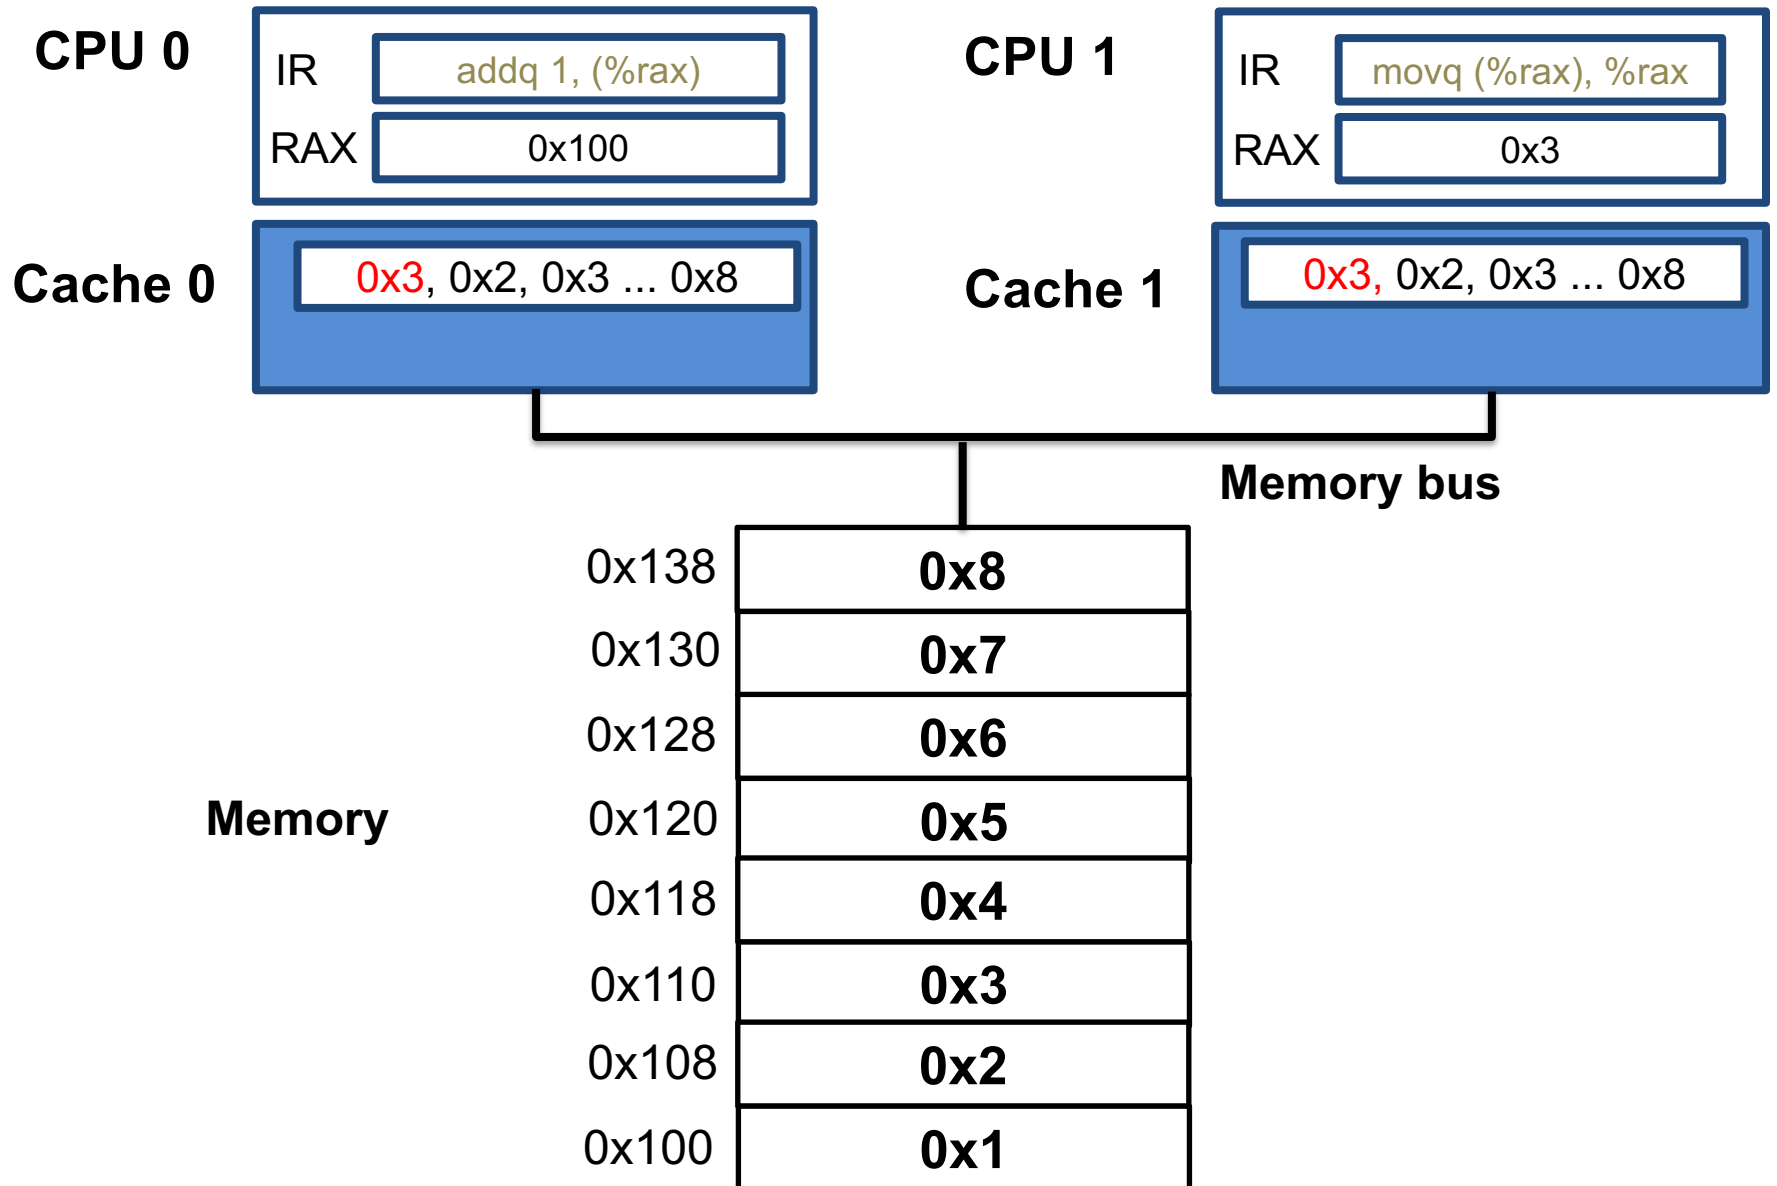 CPU 0
IR
addq 1, (%rax)
RAX
0x100
CPU 1
IR
movq (%rax), %rax
RAX
0x3
Cache 0
0x3, 0x2, 0x3 ... 0x8
Cache 1
0x3, 0x2, 0x3 ... 0x8
Memory bus
Memory
0x138 0x8
0x130 0x7
0x128 0x6
0x120 0x5
0x118 0x4
0x110 0x3
0x108 0x2
0x100 0x1